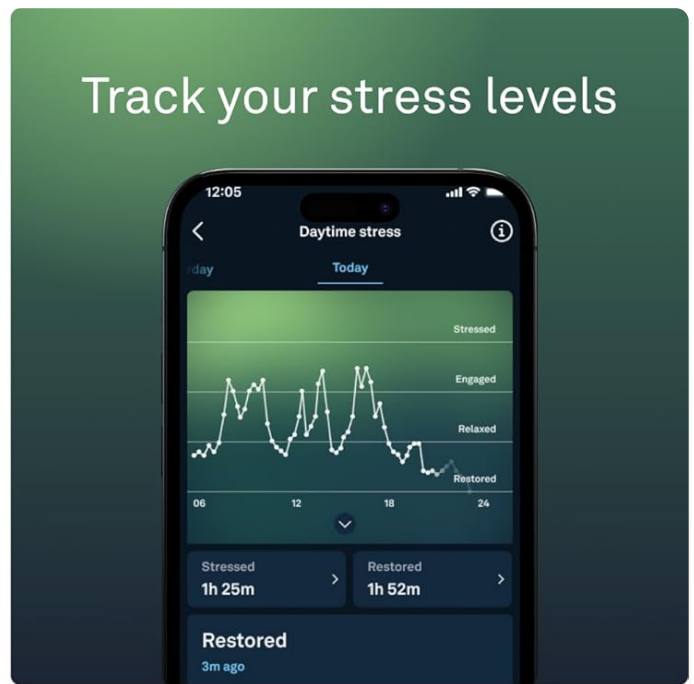 Track your stress levels
12:05
Daytime stress
rday
Today
Stressed
Engaged
Relaxed
Restored
06 12 18 24
Stressed
1h 25m
Restored
1h 52m
Restored
3m ago